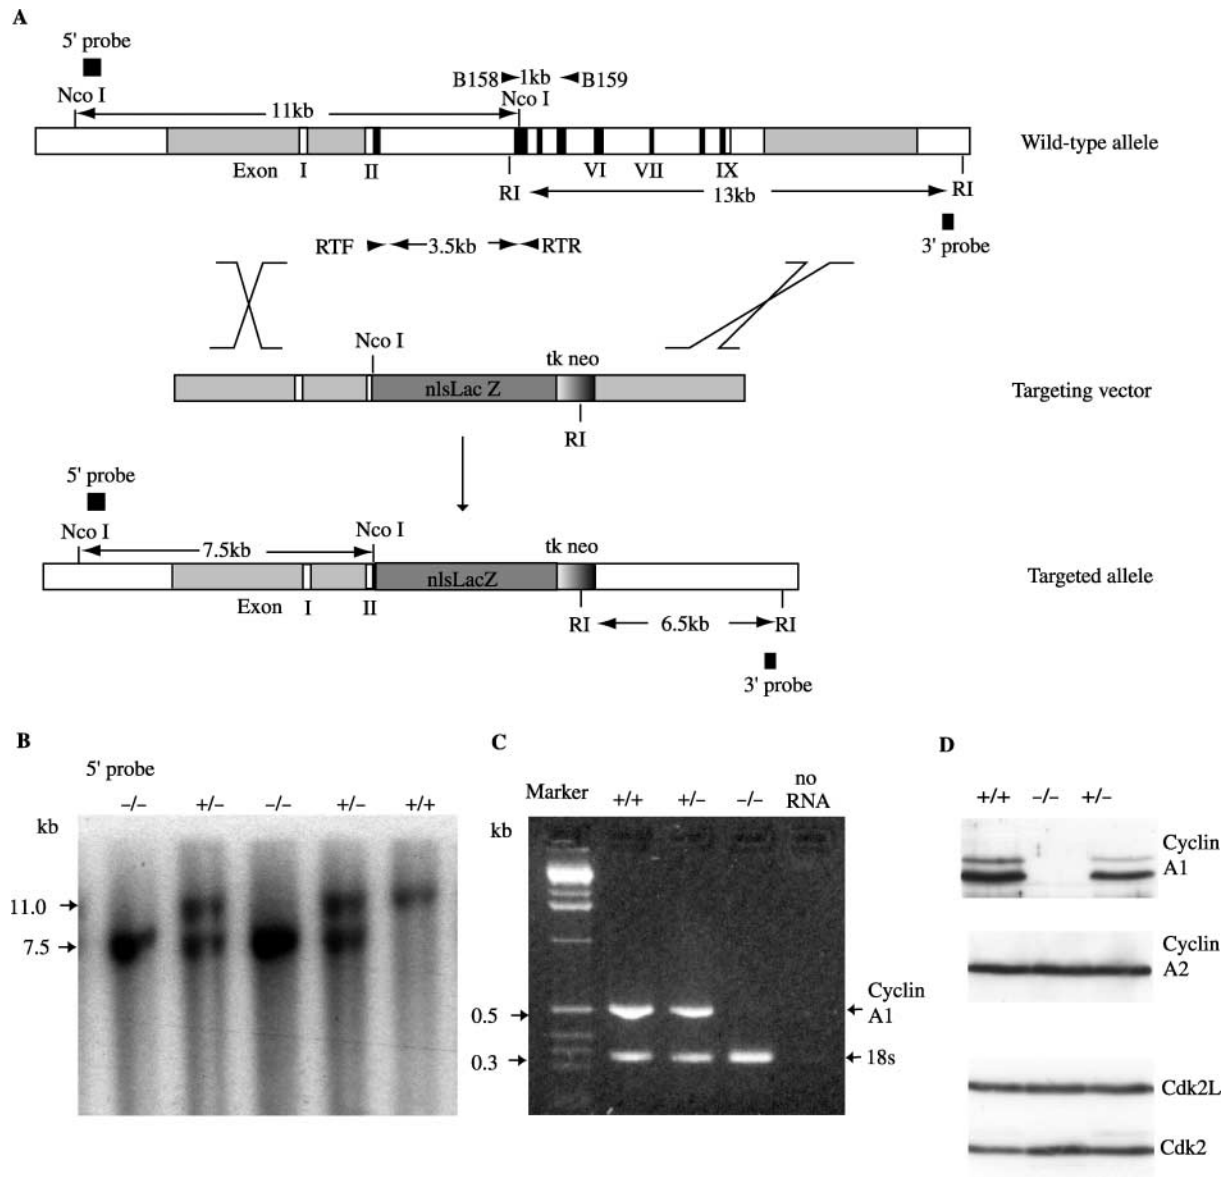 A
5' probe
B158 1kb B159
Nco I
Nco I
11kb
Wild-type allele
Exon I II VI VII IX
RI
13kb
RI
RTF 3.5kb RTR
3' probe
Nco I
tk neo
nlsLac Z
Targeting vector
RI
5' probe
Nco I
Nco I
7.5kb
tk neo
nlsLacZ
Targeted allele
Exon I II
RI 6.5kb RI
3' probe
B
5' probe
−/− +/− −/− +/− +/+
kb
11.0
7.5
C
Marker +/+ +/− −/− no RNA
kb
0.5
0.3
Cyclin A1
18s
D
+/+ −/− +/−
Cyclin A1
Cyclin A2
Cdk2L
Cdk2